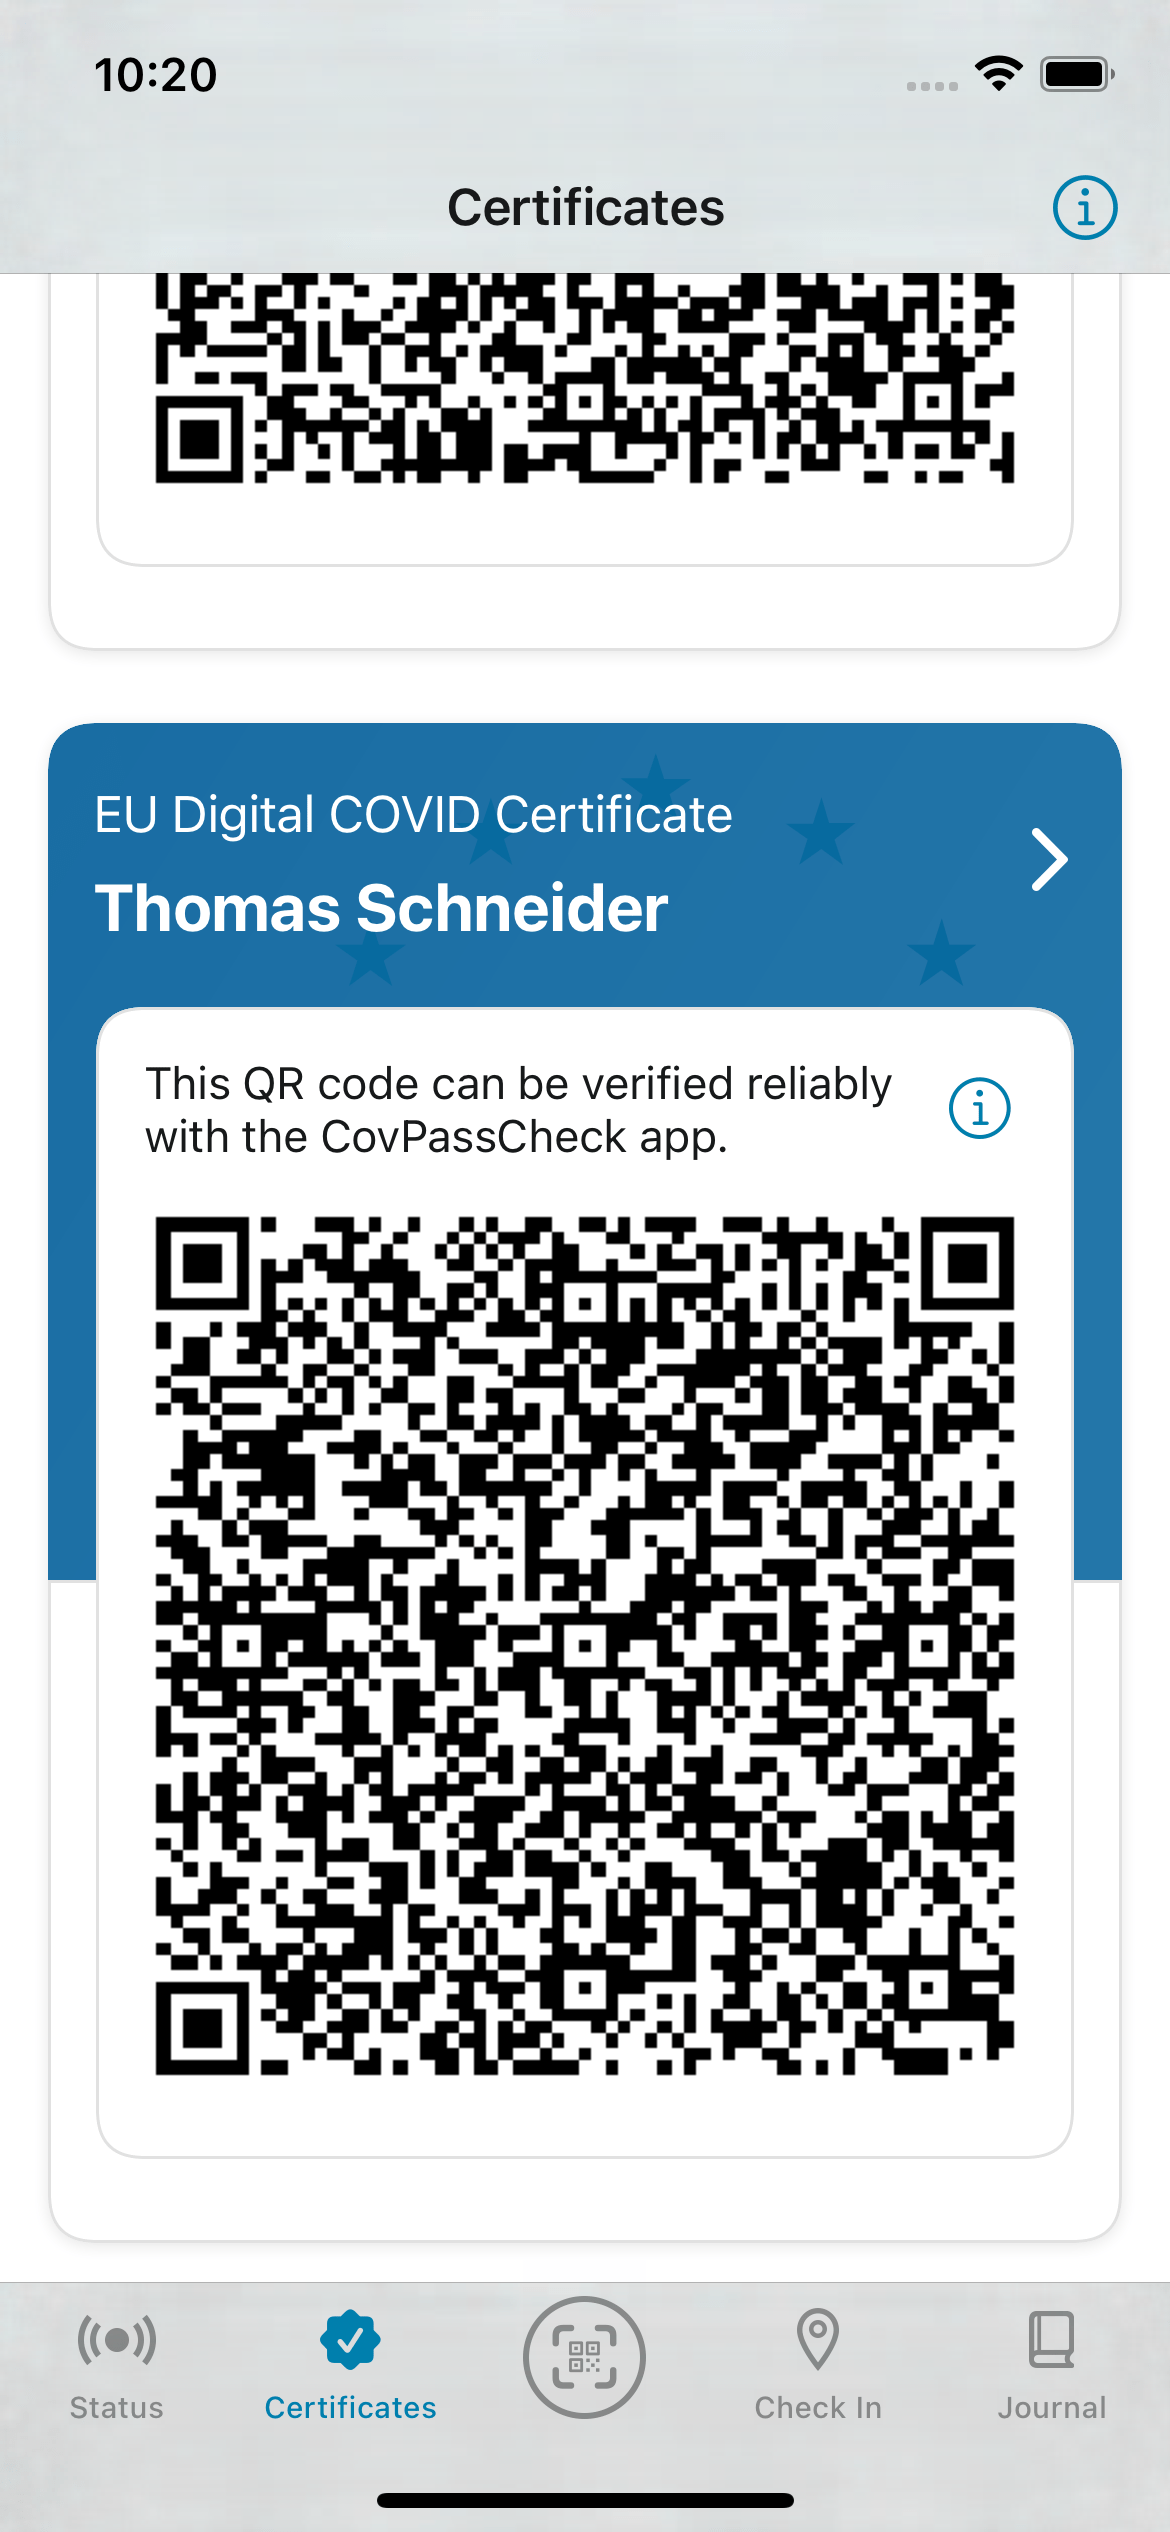 10:20
Certificates
EU Digital COVID Certificate
Thomas Schneider
This QR code can be verified reliably
with the CovPassCheck app.
Status
Certificates
Check In
Journal